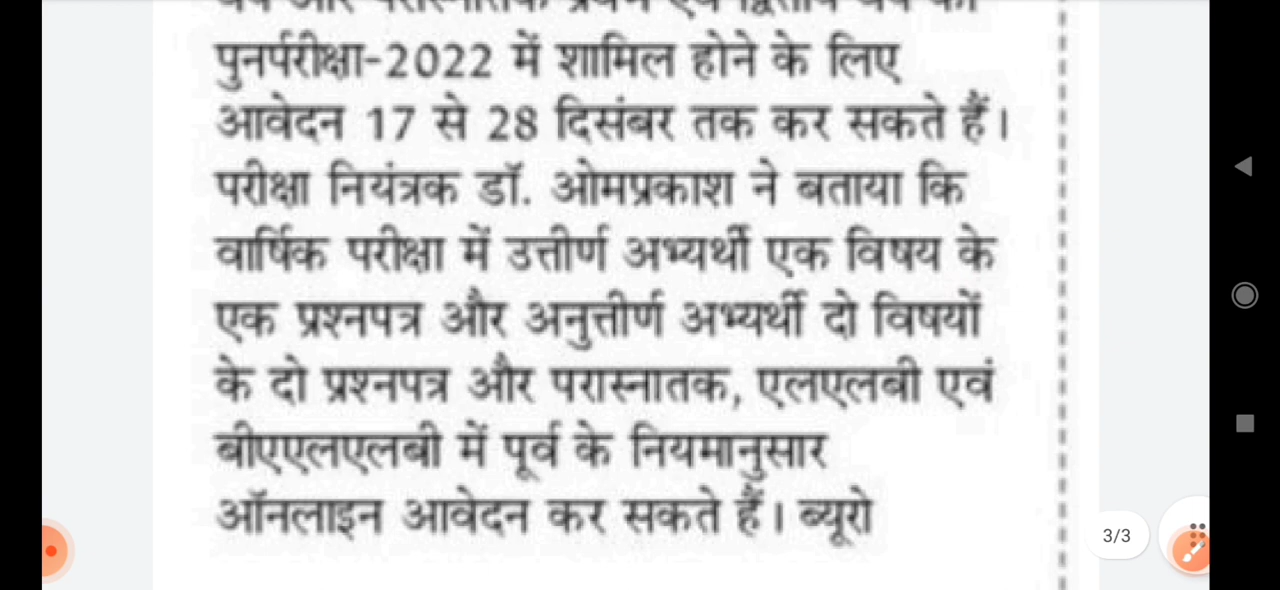 पुनर्परीक्षा-2022 में शामिल होने के लिए
आवेदन 17 से 28 दिसंबर तक कर सकते हैं।
परीक्षा नियंत्रक डॉ. ओमप्रकाश ने बताया कि
वार्षिक परीक्षा में उत्तीर्ण अभ्यर्थी एक विषय के
एक प्रश्नपत्र और अनुत्तीर्ण अभ्यर्थी दो विषयों
के दो प्रश्नपत्र और परास्नातक, एलएलबी एवं
बीएएलएलबी में पूर्व के नियमानुसार
ऑनलाइन आवेदन कर सकते हैं। ब्यूरो
3/3